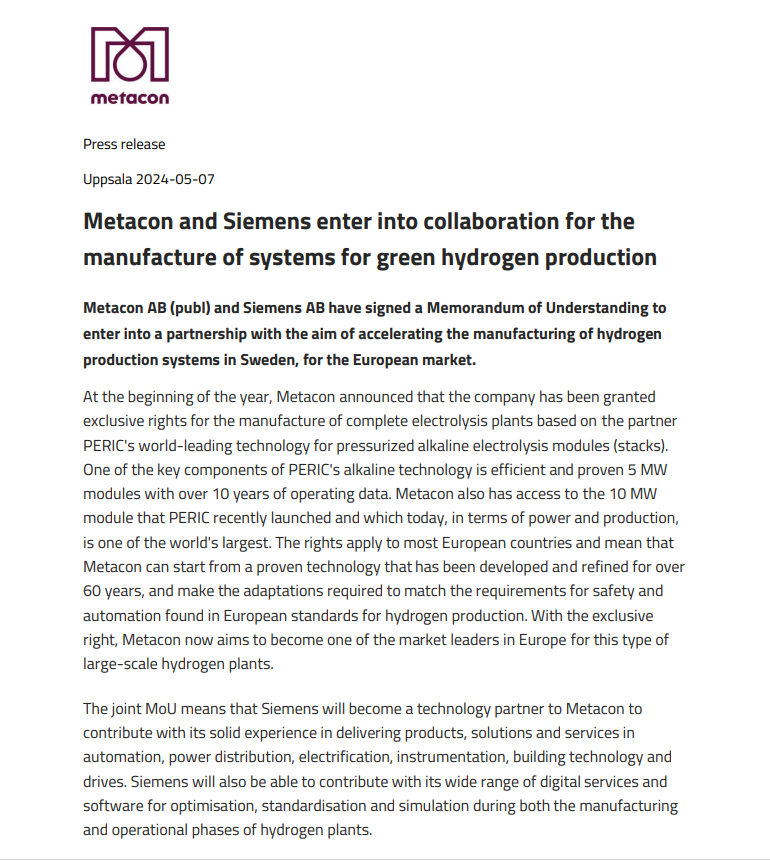 metacon
Press release
Uppsala 2024-05-07
Metacon and Siemens enter into collaboration for the
manufacture of systems for green hydrogen production
Metacon AB (publ) and Siemens AB have signed a Memorandum of Understanding to
enter into a partnership with the aim of accelerating the manufacturing of hydrogen
production systems in Sweden, for the European market.
At the beginning of the year, Metacon announced that the company has been granted
exclusive rights for the manufacture of complete electrolysis plants based on the partner
PERIC's world-leading technology for pressurized alkaline electrolysis modules (stacks).
One of the key components of PERIC's alkaline technology is efficient and proven 5 MW
modules with over 10 years of operating data. Metacon also has access to the 10 MW
module that PERIC recently launched and which today, in terms of power and production,
is one of the world's largest. The rights apply to most European countries and mean that
Metacon can start from a proven technology that has been developed and refined for over
60 years, and make the adaptations required to match the requirements for safety and
automation found in European standards for hydrogen production. With the exclusive
right, Metacon now aims to become one of the market leaders in Europe for this type of
large-scale hydrogen plants.
The joint MoU means that Siemens will become a technology partner to Metacon to
contribute with its solid experience in delivering products, solutions and services in
automation, power distribution, electrification, instrumentation, building technology and
drives. Siemens will also be able to contribute with its wide range of digital services and
software for optimisation, standardisation and simulation during both the manufacturing
and operational phases of hydrogen plants.